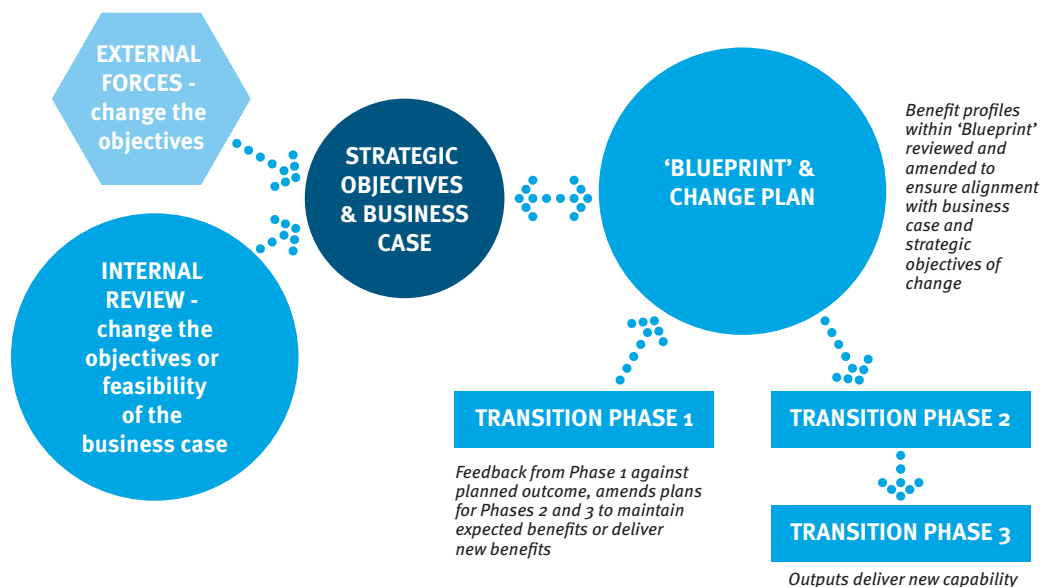 EXTERNAL
FORCES -
change the
objectives
INTERNAL
REVIEW -
change the
objectives or
feasibility
of the
business case
STRATEGIC
OBJECTIVES
& BUSINESS
CASE
‘BLUEPRINT’ &
CHANGE PLAN
Benefit profiles
within ‘Blueprint’
reviewed and
amended to
ensure alignment
with business
case and
strategic
objectives of
change
TRANSITION PHASE 1
Feedback from Phase 1 against
planned outcome, amends plans
for Phases 2 and 3 to maintain
expected benefits or deliver
new benefits
TRANSITION PHASE 2
TRANSITION PHASE 3
Outputs deliver new capability